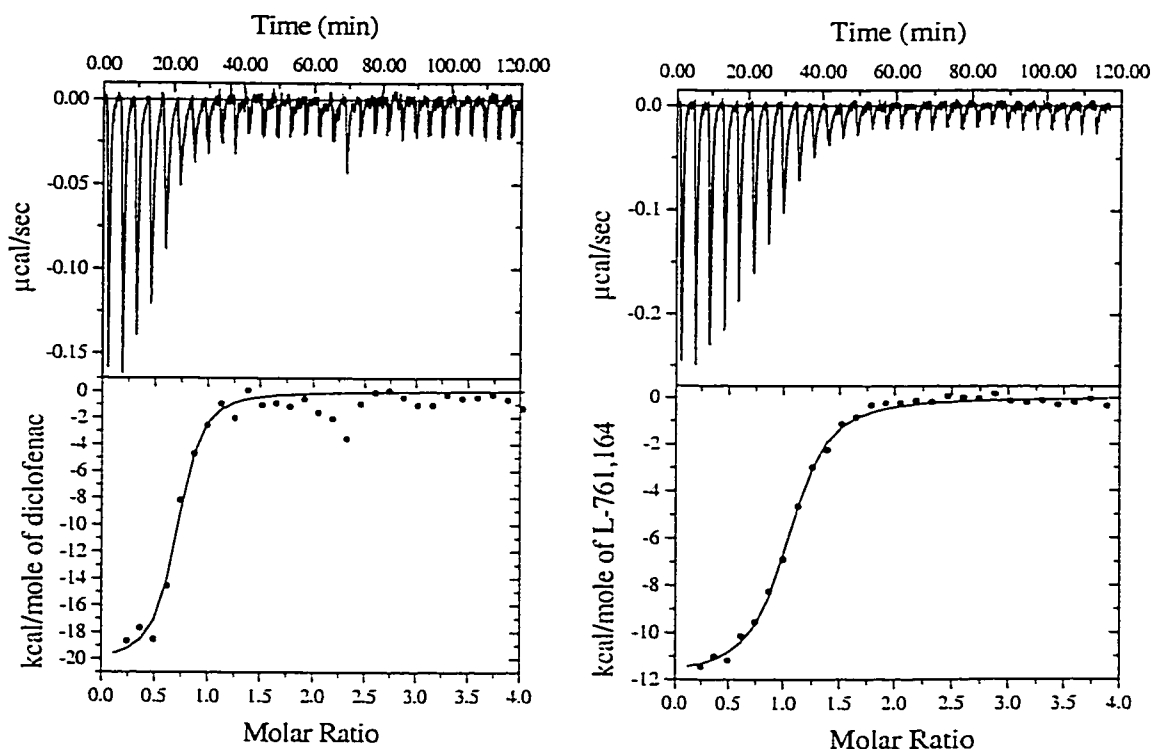 Time (min)
0.00 20.00 40.00 60.00 80.00 100.00 120.00
0.00
-0.05
-0.10
-0.15
µcal/sec
0
-2
-4
-6
-8
-10
-12
-14
-16
-18
-20
kcal/mole of diclofenac
0.0 0.5 1.0 1.5 2.0 2.5 3.0 3.5 4.0
Molar Ratio
Time (min)
0.00 20.00 40.00 60.00 80.00 100.00 120.00
0.0
-0.1
-0.2
µcal/sec
0
-2
-4
-6
-8
-10
-12
kcal/mole of L-761,164
0.0 1.5 1.0 1.5 2.0 2.5 3.0 3.5 4.0
Molar Ratio